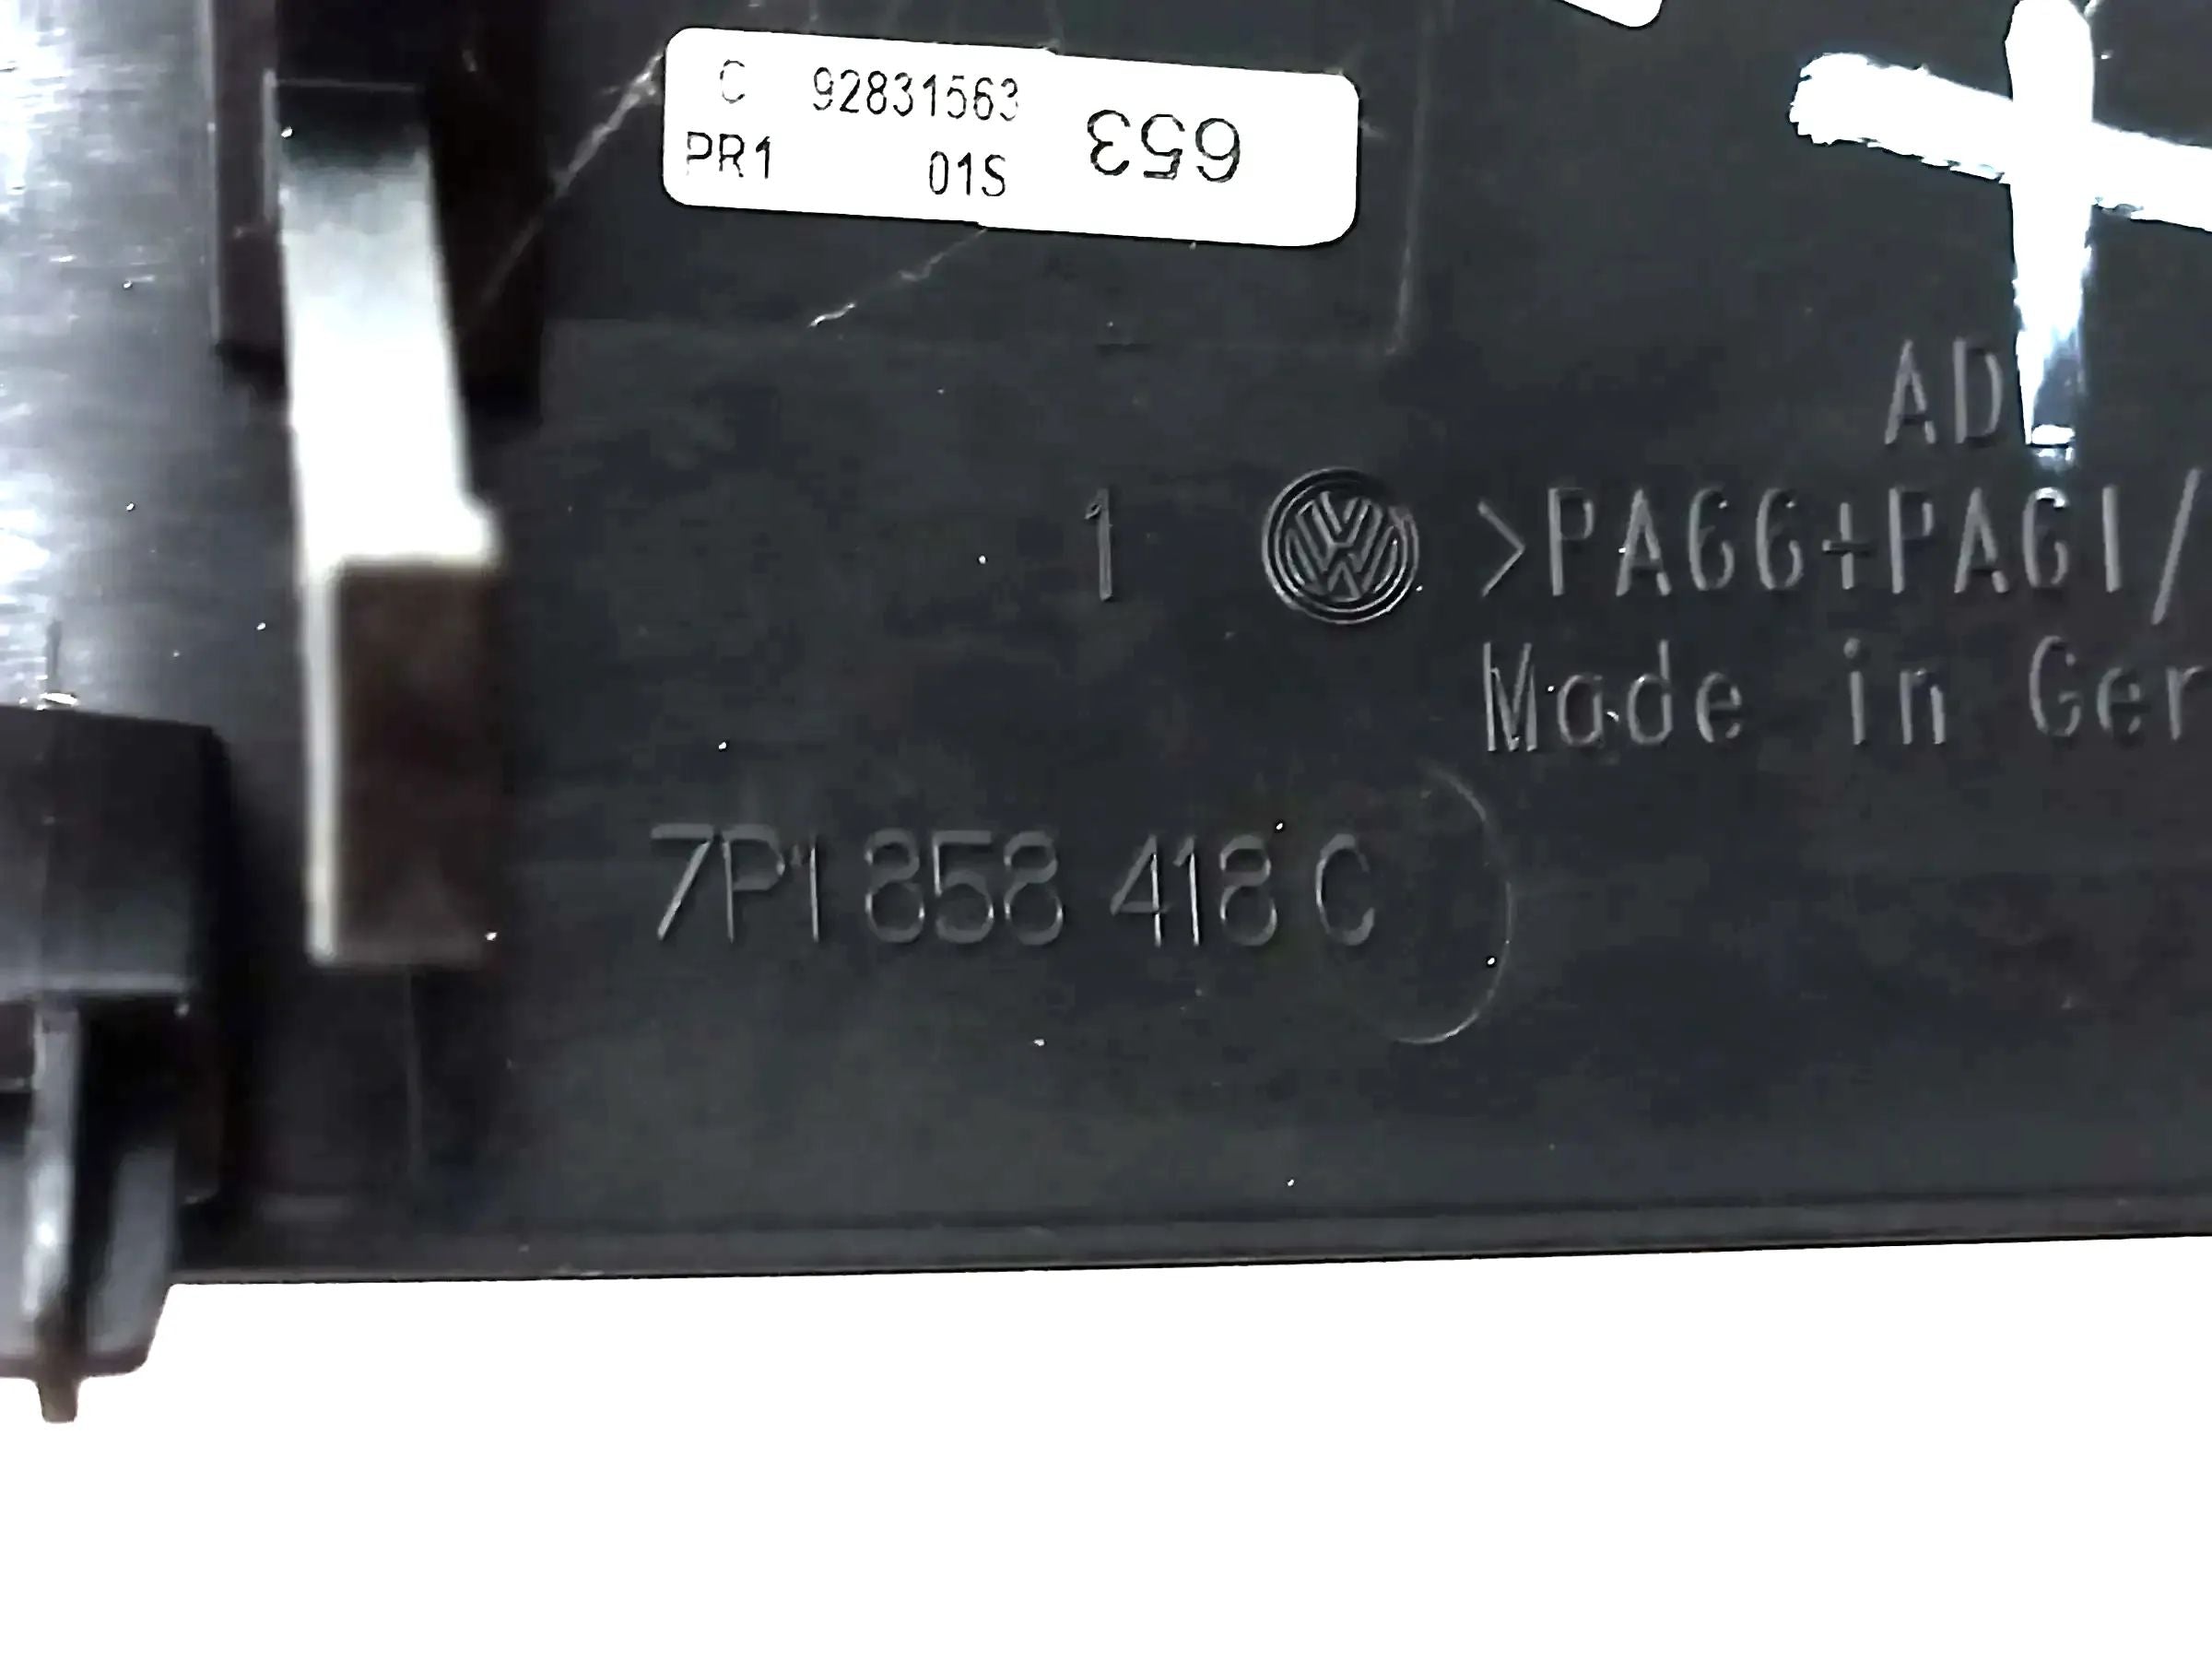 C 92831563
PR1 01S 653
AD
1 >PA66+PA6I/
Made in Ger
7P1 858 418 C